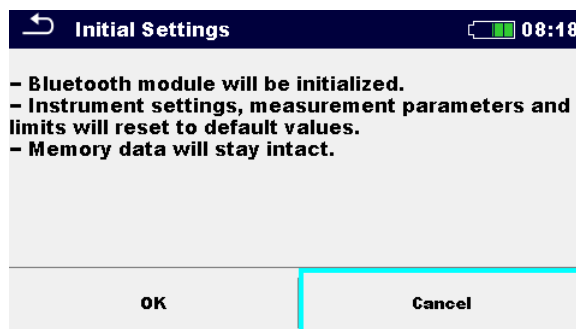 Initial Settings 08:18
– Bluetooth module will be initialized.
– Instrument settings, measurement parameters and
limits will reset to default values.
– Memory data will stay intact.
OK Cancel